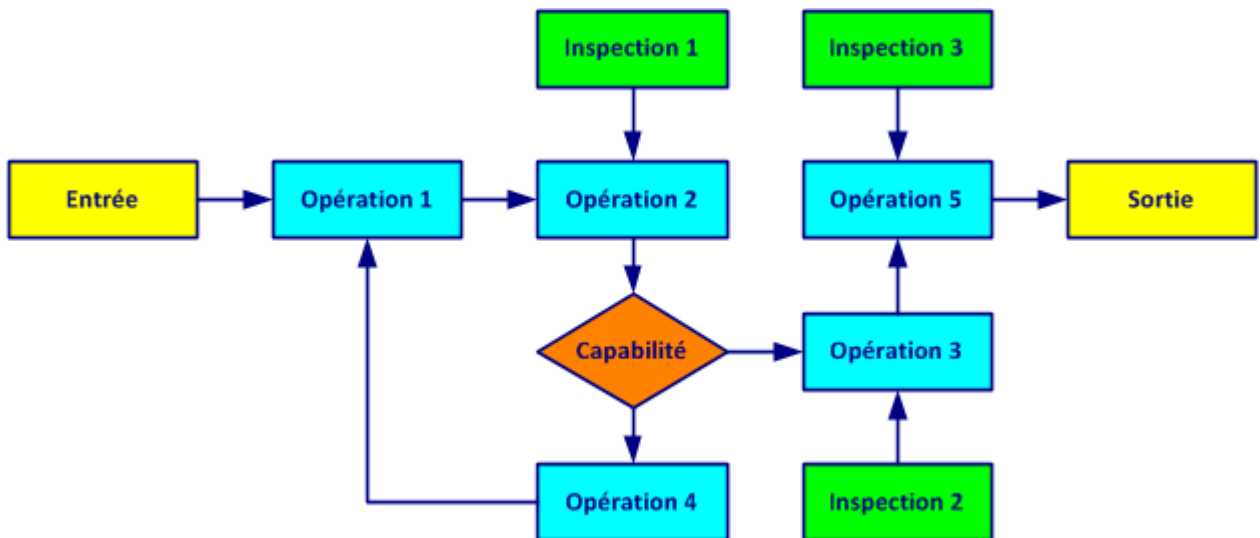 Inspection 1
Inspection 3
Entrée
Opération 1
Opération 2
Opération 5
Sortie
Capabilité
Opération 3
Opération 4
Inspection 2